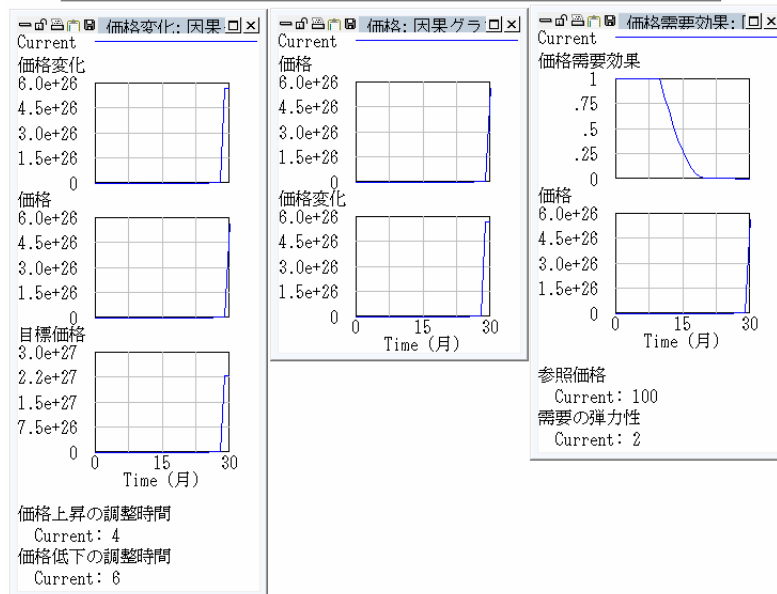 価格変化: 因果
Current
価格変化
6.0e+26
4.5e+26
3.0e+26
1.5e+26
0
価格
6.0e+26
4.5e+26
3.0e+26
1.5e+26
0
目標価格
3.0e+27
2.2e+27
1.5e+27
7.5e+26
0
0 15 30
Time (月)
価格上昇の調整時間
Current: 4
価格低下の調整時間
Current: 6
価格: 因果グラフ
Current
価格
6.0e+26
4.5e+26
3.0e+26
1.5e+26
0
価格変化
6.0e+26
4.5e+26
3.0e+26
1.5e+26
0
0 15 30
Time (月)
価格需要効果:
Current
価格需要効果
1
.75
.5
.25
0
価格
6.0e+26
4.5e+26
3.0e+26
1.5e+26
0
0 15 30
Time (月)
参照価格
Current: 100
需要の弾力性
Current: 2